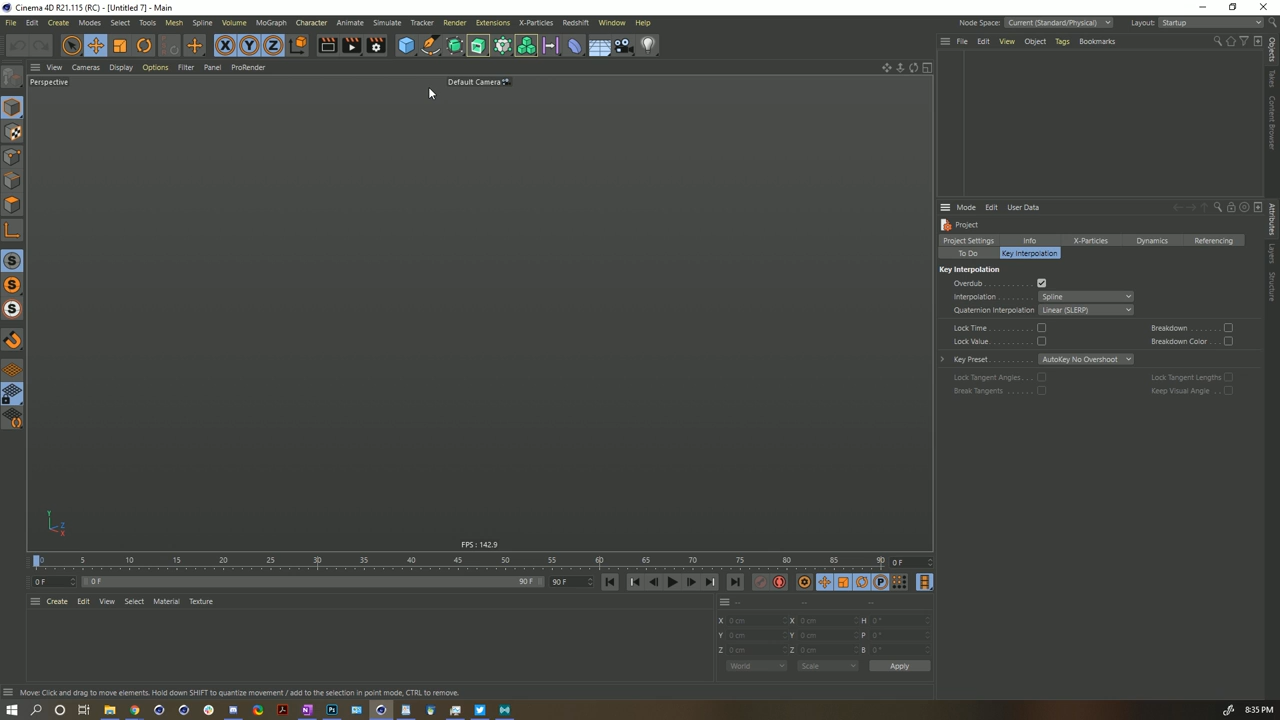 Cinema 4D R21.115 (RC) - [Untitled 7] - Main
File Edit Create Modes Select Tools Mesh Spline Volume MoGraph Character Animate Simulate Tracker Render Extensions X-Particles Redshift Window Help
Node Space: Current (Standard/Physical) Layout: Startup
X Y Z
File Edit View Object Tags Bookmarks
Objects
Takes
Content Browser
View Cameras Display Options Filter Panel ProRender
Perspective
Default Camera
Mode Edit User Data
Attributes
Layers
Structure
Project
Project Settings Info X-Particles Dynamics Referencing
To Do Key Interpolation
Key Interpolation
Overdub
Interpolation Spline
Quaternion Interpolation Linear (SLERP)
Lock Time Breakdown
Lock Value Breakdown Color
Key Preset AutoKey No Overshoot
Lock Tangent Angles Lock Tangent Lengths
Break Tangents Keep Visual Angle
S
S
S
Y
Z
X
FPS : 142.9
0 5 10 15 20 25 30 35 40 45 50 55 60 65 70 75 80 85 90 0 F
0 F 0 F 90 F 90 F P
Create Edit View Select Material Texture
-- -- --
X 0 cm X 0 cm H 0 °
Y 0 cm Y 0 cm P 0 °
Z 0 cm Z 0 cm B 0 °
World Scale Apply
Move: Click and drag to move elements. Hold down SHIFT to quantize movement / add to the selection in point mode, CTRL to remove.
8:35 PM